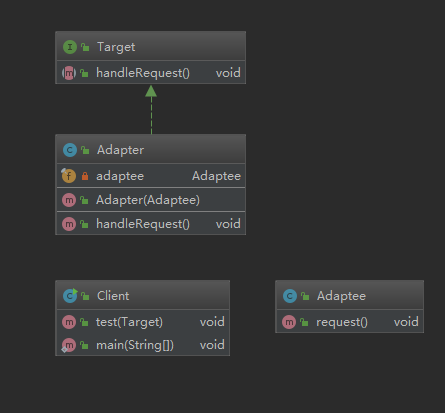 I Target
m handleRequest() void
C Adapter
f adaptee Adaptee
m Adapter(Adaptee)
m handleRequest() void
C Client
m test(Target) void
m main(String[]) void
C Adaptee
m request() void